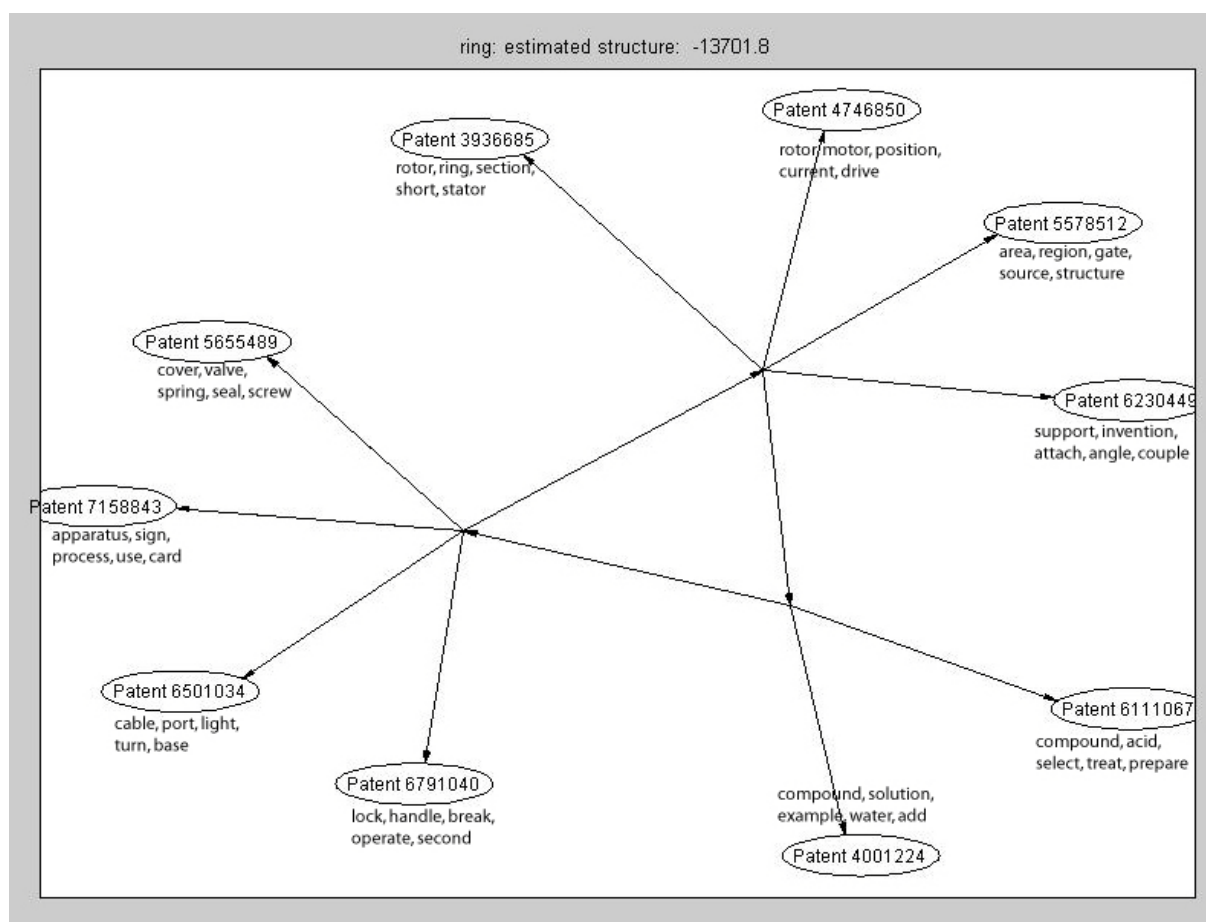 ring: estimated structure: -13701.8
Patent 4746850
rotor motor, position,
current, drive
Patent 3936685
rotor, ring, section,
short, stator
Patent 5578512
area, region, gate,
source, structure
Patent 5655489
cover, valve,
spring, seal, screw
Patent 6230449
support, invention,
attach, angle, couple
Patent 7158843
apparatus, sign,
process, use, card
Patent 6501034
cable, port, light,
turn, base
Patent 6111067
compound, acid,
select, treat, prepare
Patent 6791040
lock, handle, break,
operate, second
compound, solution,
example, water, add
Patent 4001224